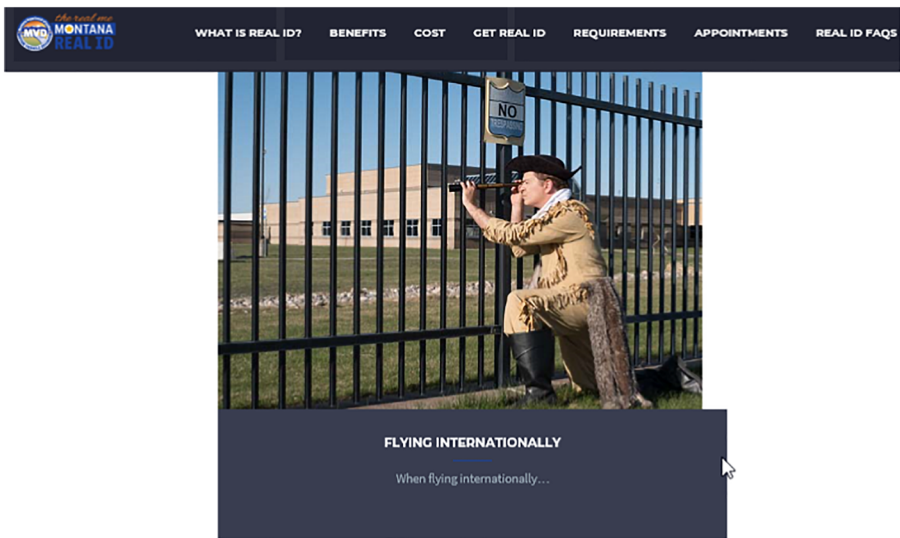 the real me
MVD MONTANA
REAL ID
WHAT IS REAL ID? BENEFITS COST GET REAL ID REQUIREMENTS APPOINTMENTS REAL ID FAQS
NO
TRESPASSING
FLYING INTERNATIONALLY
When flying internationally...